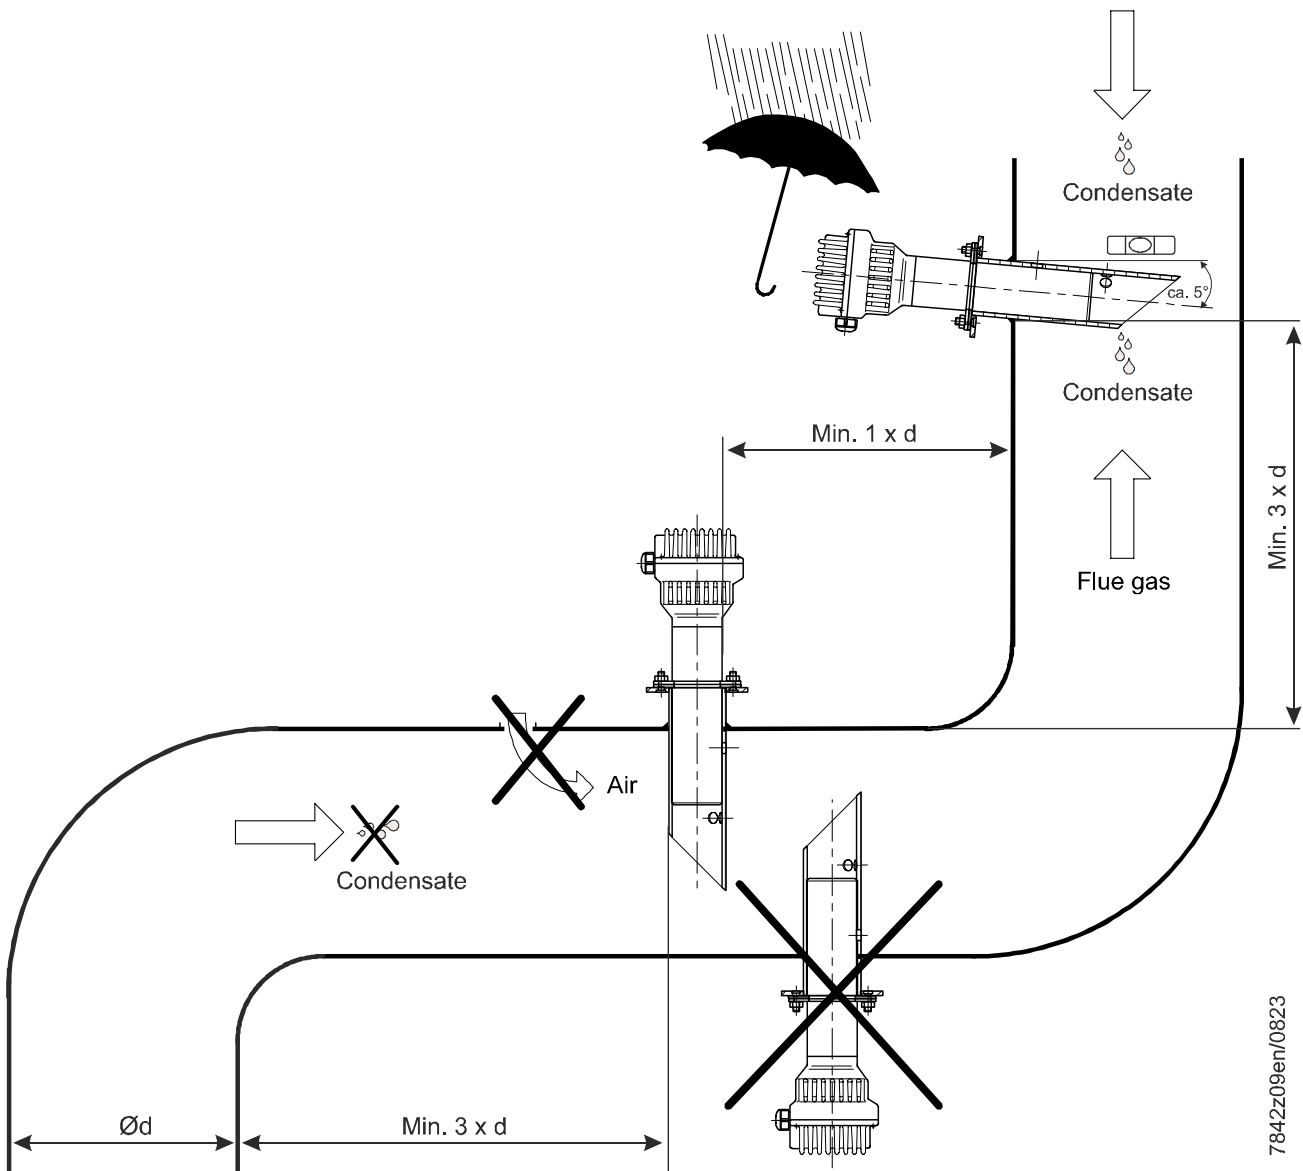 Condensate
ca. 5°
Condensate
Min. 1 x d
Min. 3 x d
Flue gas
Air
Condensate
Ød
Min. 3 x d
7842z09en/0823